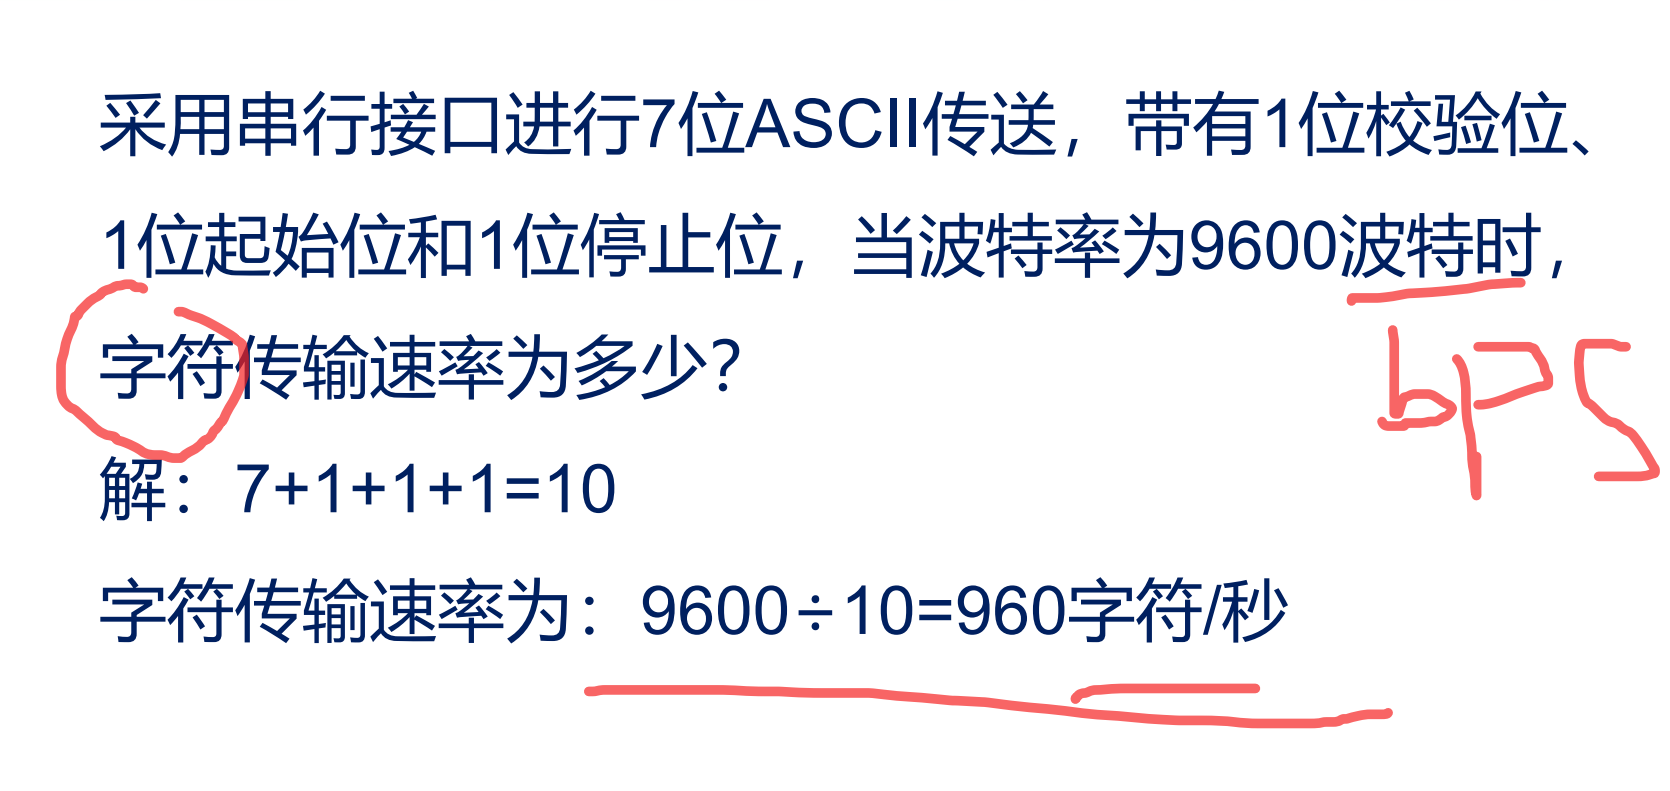 采用串行接口进行7位ASCII传送，带有1位校验位、
1位起始位和1位停止位，当波特率为9600波特时，
字符传输速率为多少？
bps
解：7+1+1+1=10
字符传输速率为：9600÷10=960字符/秒